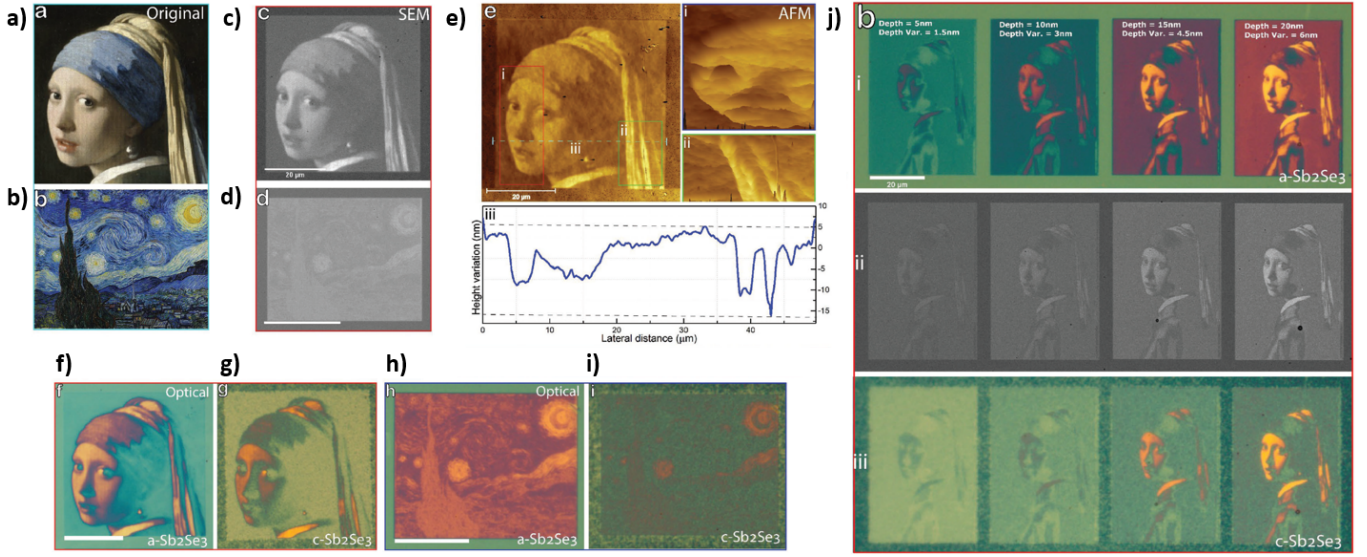 a)
a
Original
b)
b
c)
c
SEM
20 μm
d)
d
e)
e
i
ii
iii
20 μm
i
AFM
ii
iii
Height variation (nm)
10
5
0
-5
-10
-15
0
10
20
30
40
Lateral distance (μm)
f)
f
Optical
a-Sb2Se3
g)
g
c-Sb2Se3
h)
h
Optical
a-Sb2Se3
i)
i
c-Sb2Se3
j)
b
i
Depth = 5nm
Depth Var. = 1.5nm
Depth = 10nm
Depth Var. = 3nm
Depth = 15nm
Depth Var. = 4.5nm
Depth = 20nm
Depth Var. = 6nm
20 μm
a-Sb2Se3
ii
iii
c-Sb2Se3